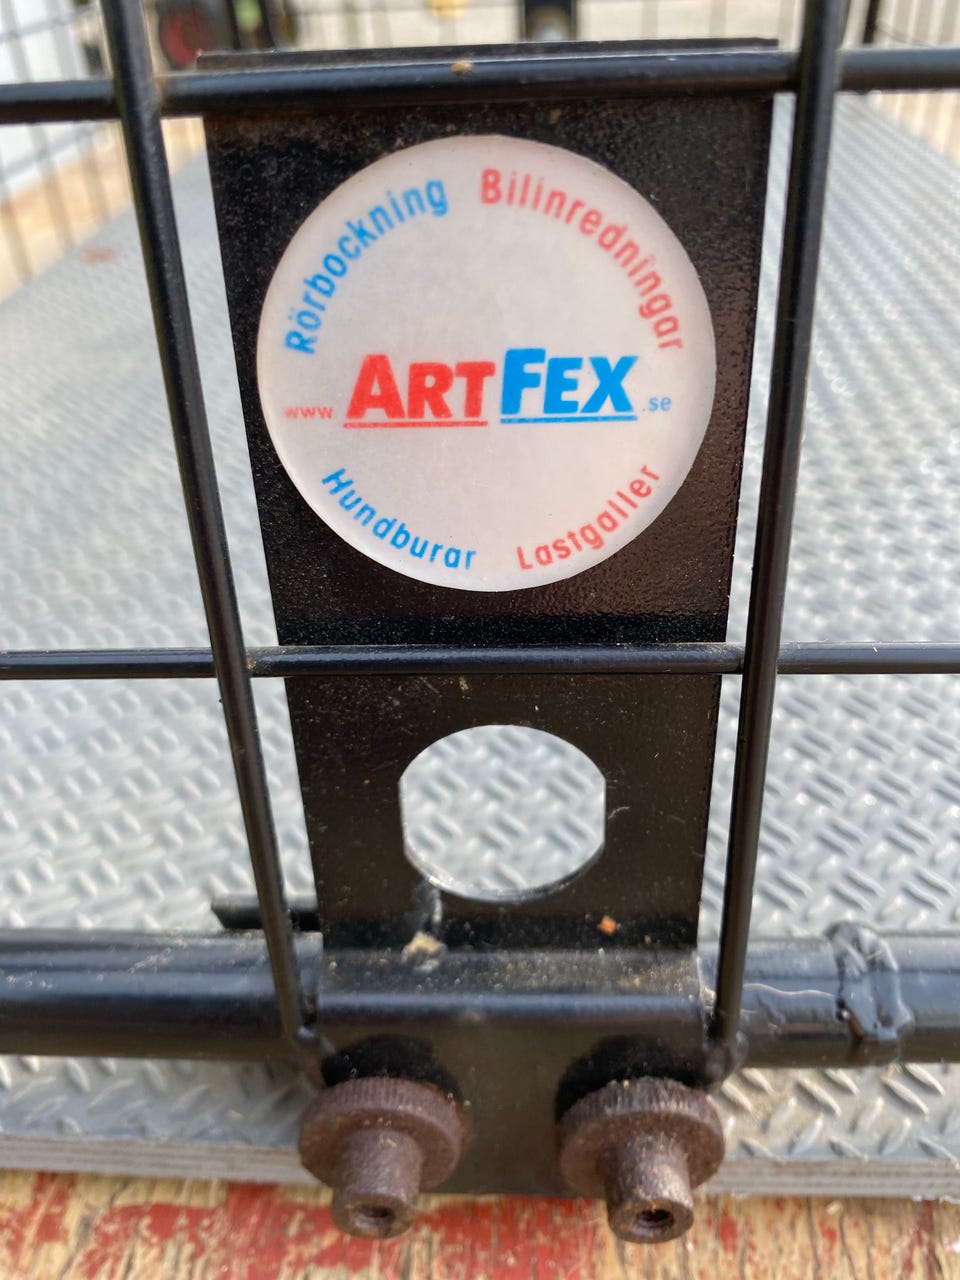 Rörbockning
Bilinredningar
www ARTFEX .se
Hundburar
Lastgaller